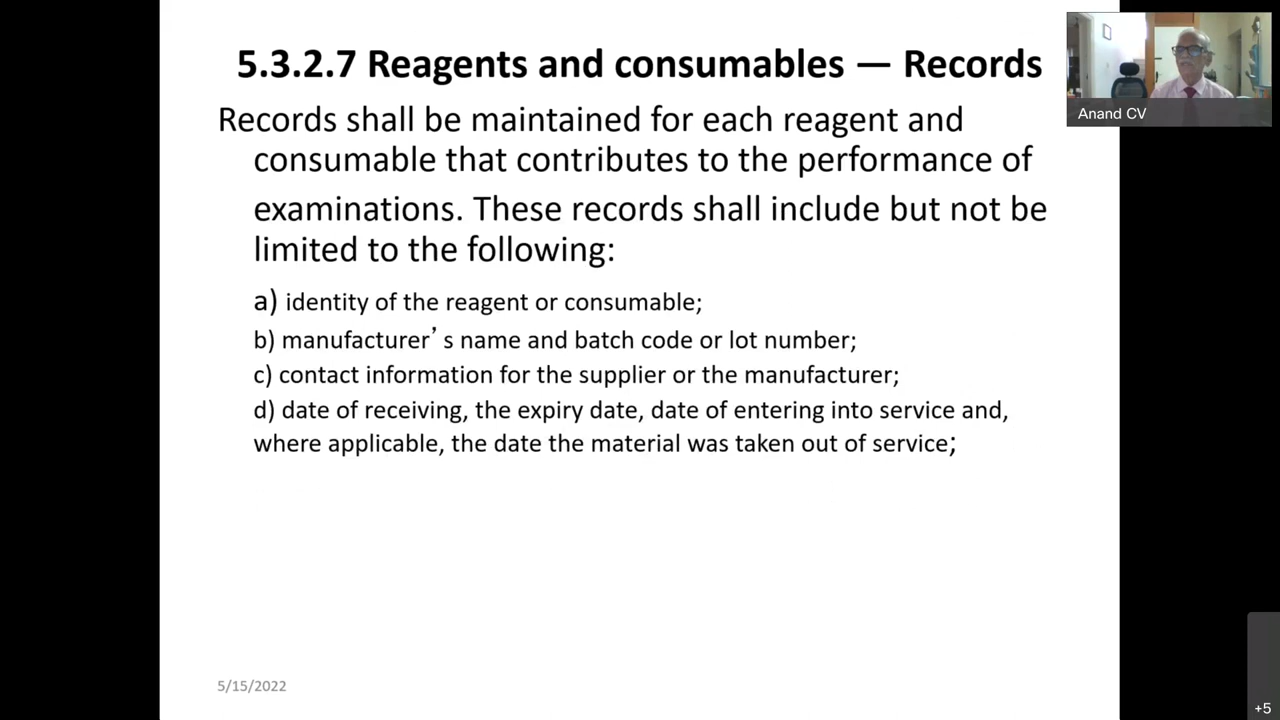 5.3.2.7 Reagents and consumables — Records
Records shall be maintained for each reagent and
consumable that contributes to the performance of
examinations. These records shall include but not be
limited to the following:
a) identity of the reagent or consumable;
b) manufacturer’s name and batch code or lot number;
c) contact information for the supplier or the manufacturer;
d) date of receiving, the expiry date, date of entering into service and,
where applicable, the date the material was taken out of service;
5/15/2022
Anand CV
+5